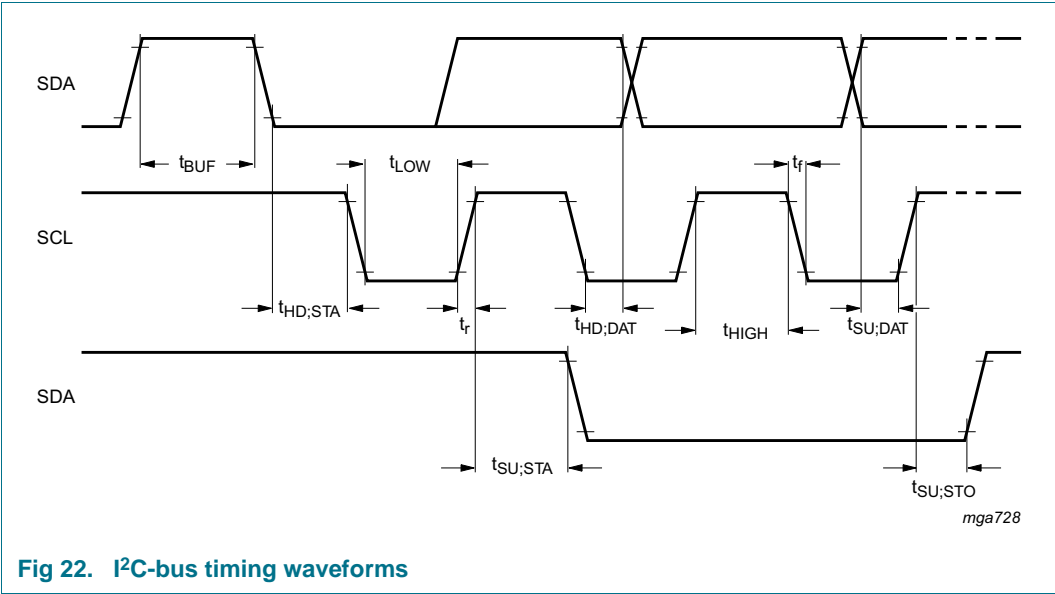 SDA
tBUF
tLOW
tf
SCL
tHD;STA
tr
tHD;DAT
tHIGH
tSU;DAT
SDA
tSU;STA
tSU;STO
mga728
Fig 22. I²C-bus timing waveforms